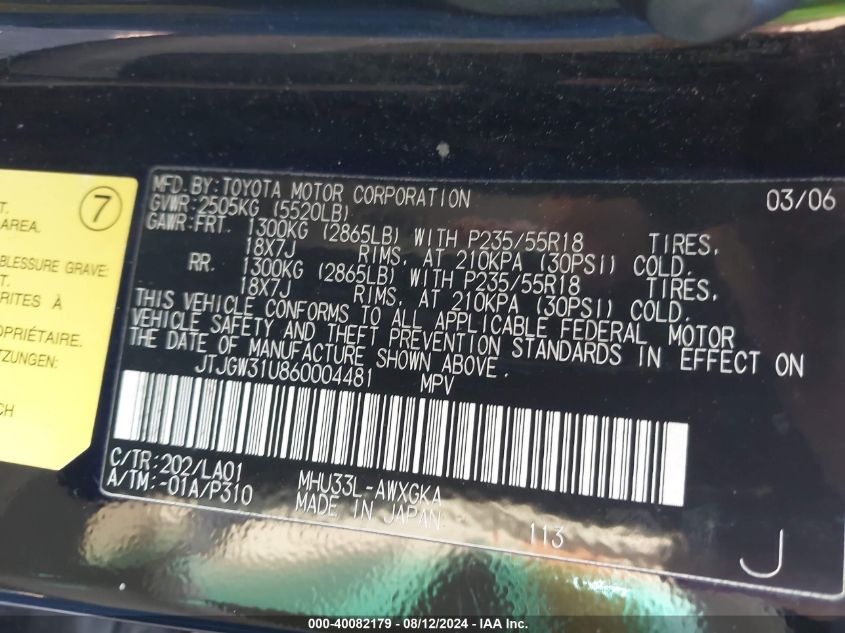 7
T.
AREA.
BLESSURE GRAVE:
T.
RITES À
PROPRIÉTAIRE.
TZUNGEN:
CH
MFD. BY: TOYOTA MOTOR CORPORATION 03/06
GVWR: 2505KG (5520LB)
GAWR: FRT. 1300KG (2865LB) WITH P235/55R18 TIRES,
18X7J RIMS, AT 210KPA (30PSI) COLD.
RR. 1300KG (2865LB) WITH P235/55R18 TIRES,
18X7J RIMS, AT 210KPA (30PSI) COLD.
THIS VEHICLE CONFORMS TO ALL APPLICABLE FEDERAL MOTOR
VEHICLE SAFETY AND THEFT PREVENTION STANDARDS IN EFFECT ON
THE DATE OF MANUFACTURE SHOWN ABOVE.
JTJGW31U860004481 MPV
C/TR: 202/LA01 MHU33L-AWXGKA
A/TM: -01A/P310 MADE IN JAPAN
113
J
000-40082179 - 08/12/2024 - IAA Inc.